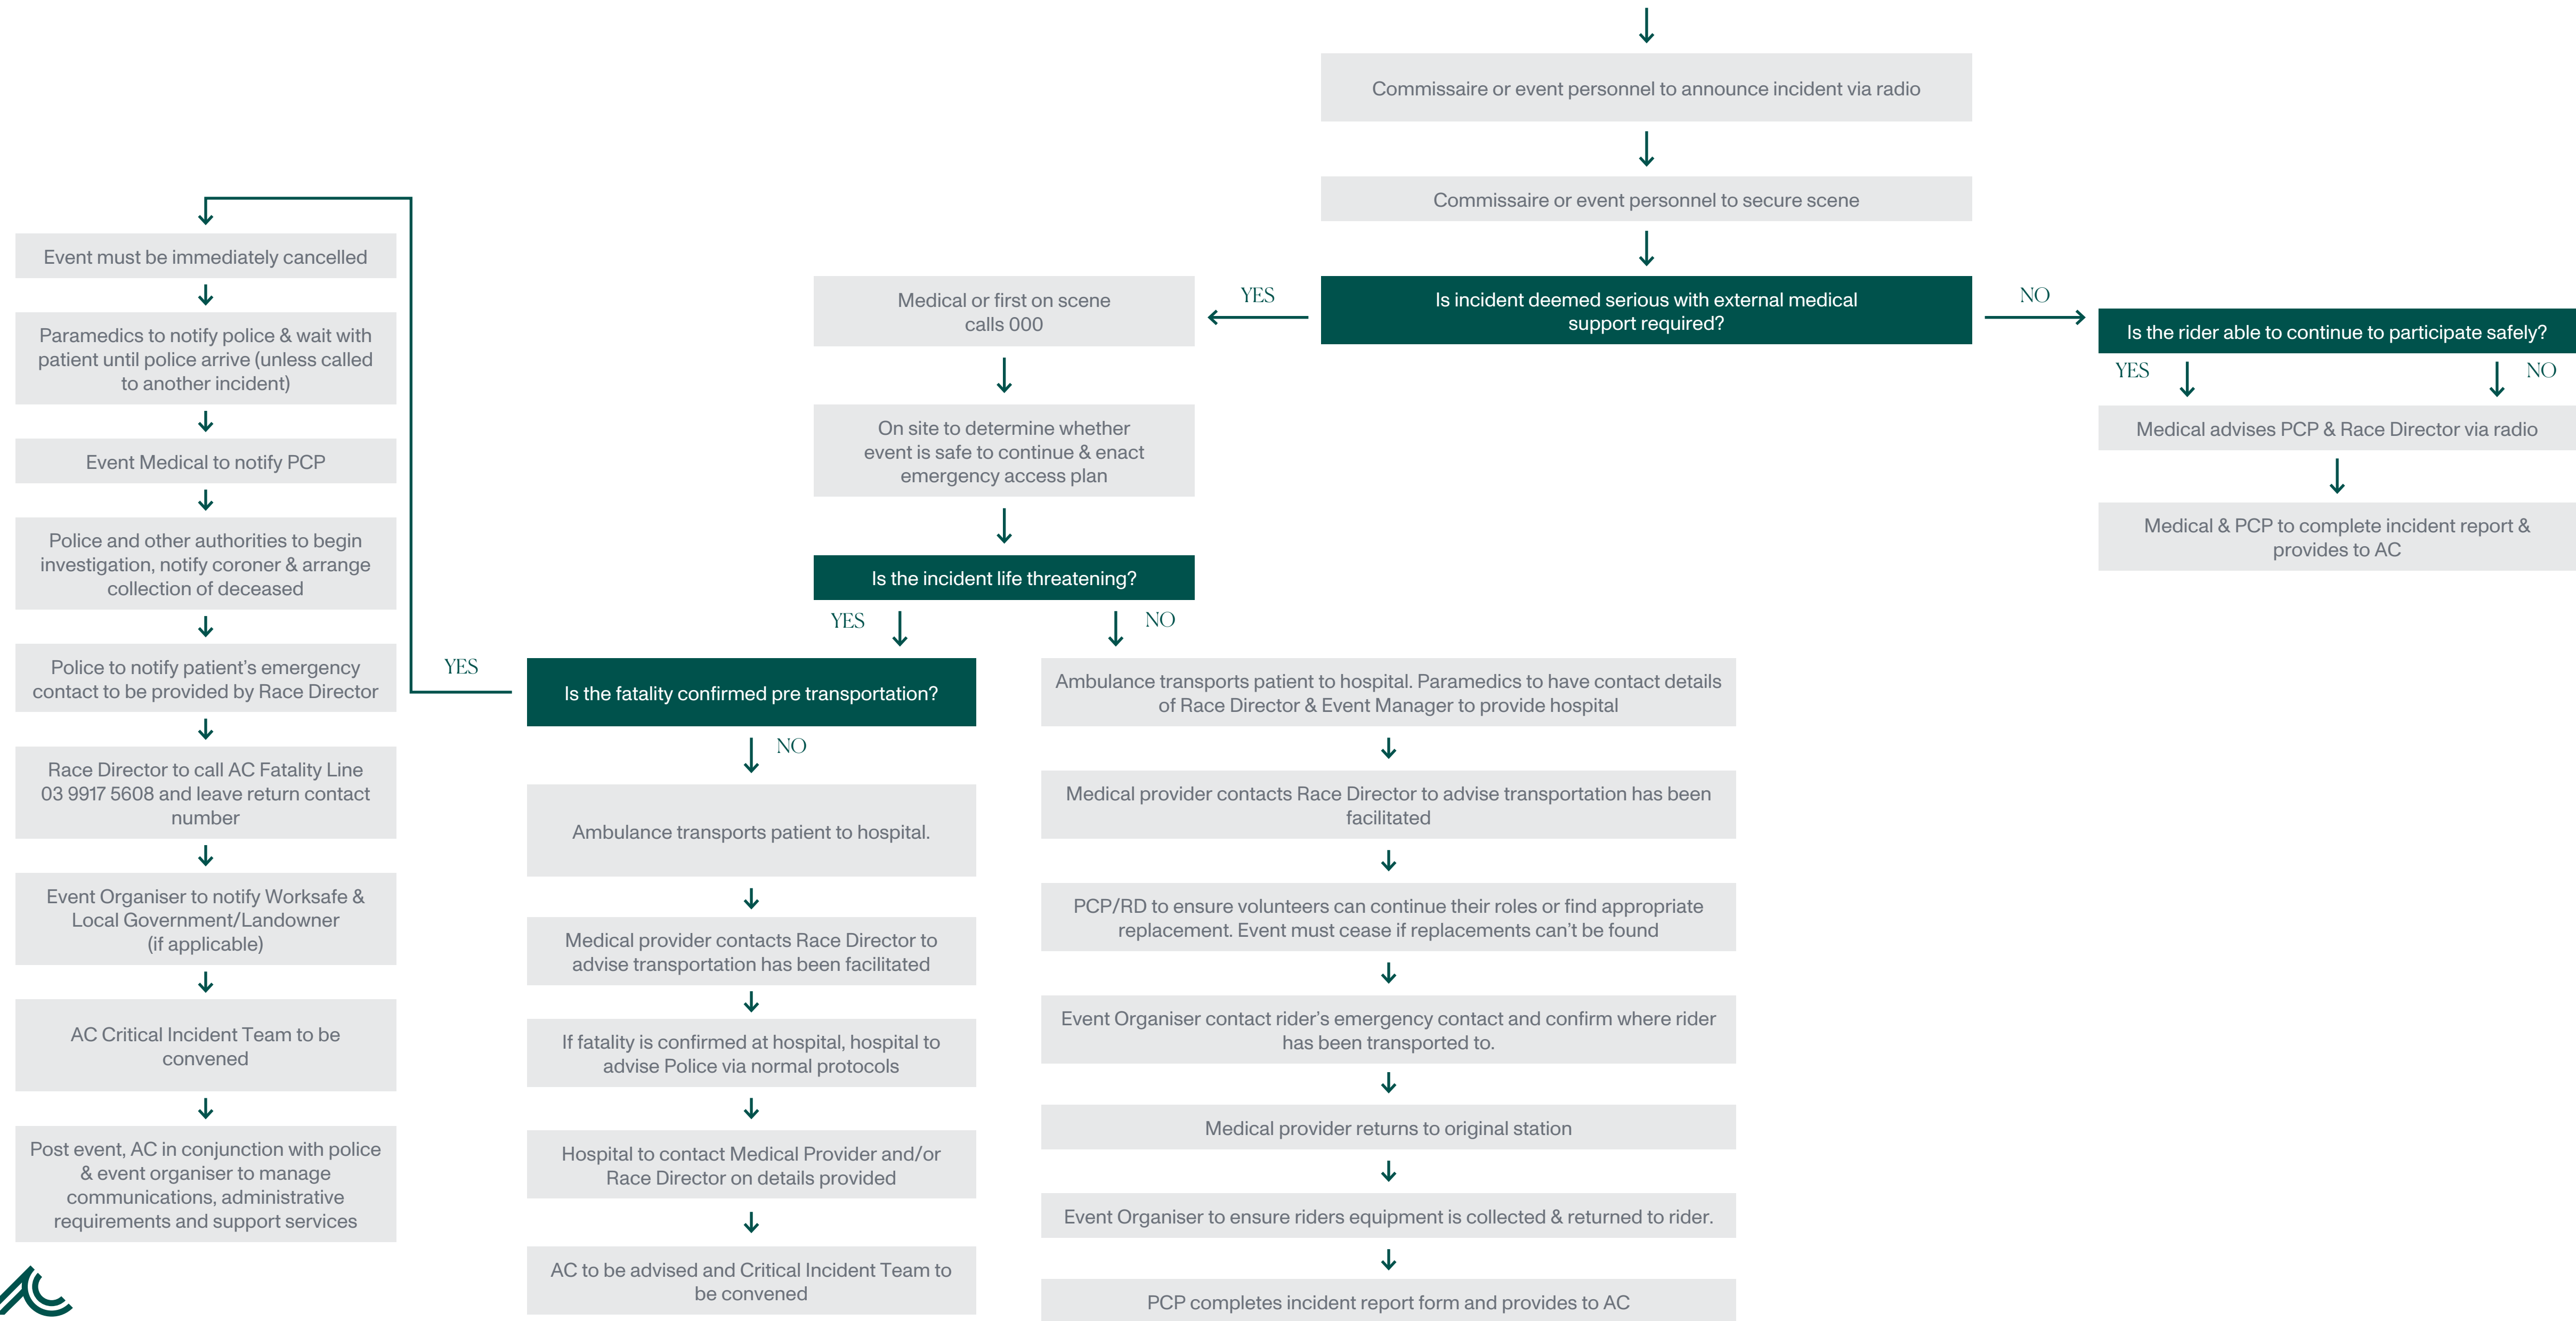 Commissaire or event personnel to announce incident via radio
Commissaire or event personnel to secure scene
Is incident deemed serious with external medical
support required?
YES
NO
Is the rider able to continue to participate safely?
YES
NO
Medical advises PCP & Race Director via radio
Medical & PCP to complete incident report &
provides to AC
Medical or first on scene
calls 000
On site to determine whether
event is safe to continue & enact
emergency access plan
Is the incident life threatening?
YES
NO
Is the fatality confirmed pre transportation?
YES
NO
Event must be immediately cancelled
Paramedics to notify police & wait with
patient until police arrive (unless called
to another incident)
Event Medical to notify PCP
Police and other authorities to begin
investigation, notify coroner & arrange
collection of deceased
Police to notify patient’s emergency
contact to be provided by Race Director
Race Director to call AC Fatality Line
03 9917 5608 and leave return contact
number
Event Organiser to notify Worksafe &
Local Government/Landowner
(if applicable)
AC Critical Incident Team to be
convened
Post event, AC in conjunction with police
& event organiser to manage
communications, administrative
requirements and support services
Ambulance transports patient to hospital.
Medical provider contacts Race Director to
advise transportation has been facilitated
If fatality is confirmed at hospital, hospital to
advise Police via normal protocols
Hospital to contact Medical Provider and/or
Race Director on details provided
AC to be advised and Critical Incident Team to
be convened
Ambulance transports patient to hospital. Paramedics to have contact details
of Race Director & Event Manager to provide hospital
Medical provider contacts Race Director to advise transportation has been
facilitated
PCP/RD to ensure volunteers can continue their roles or find appropriate
replacement. Event must cease if replacements can’t be found
Event Organiser contact rider’s emergency contact and confirm where rider
has been transported to.
Medical provider returns to original station
Event Organiser to ensure riders equipment is collected & returned to rider.
PCP completes incident report form and provides to AC